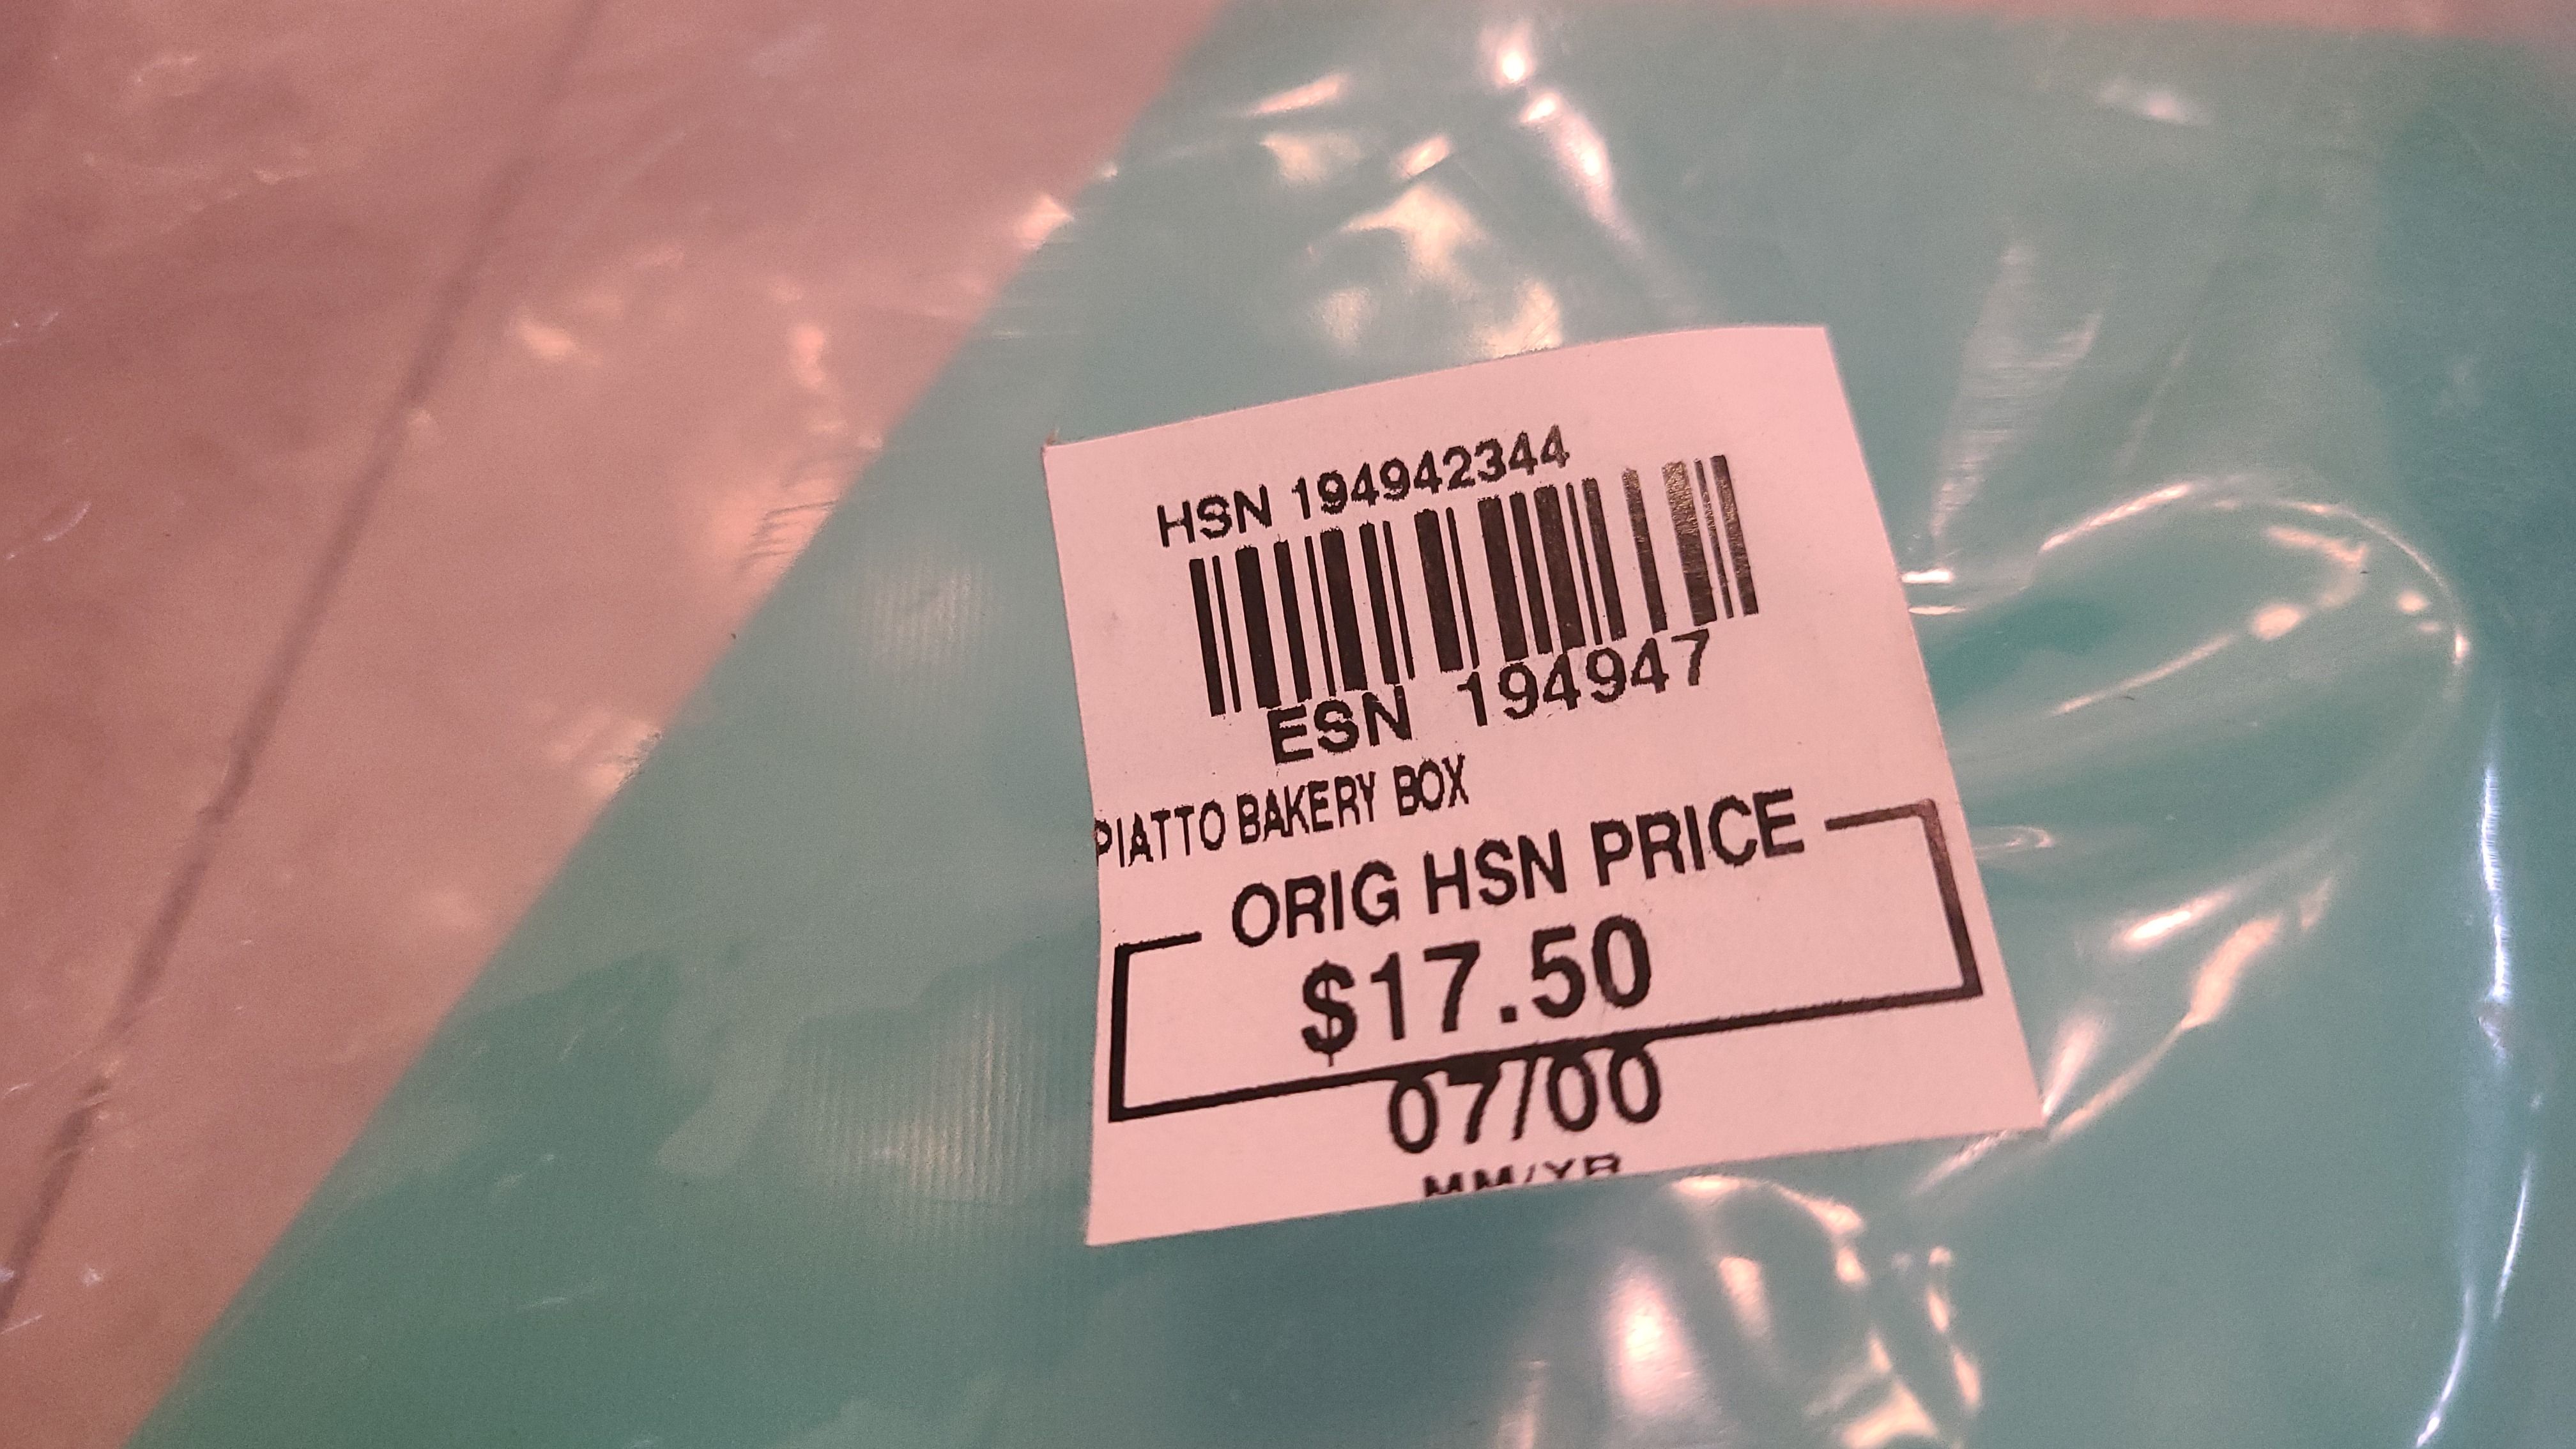 HSN 194942344
ESN 194947
PIATTO BAKERY BOX
ORIG HSN PRICE
$17.50
07/00
MM/YR